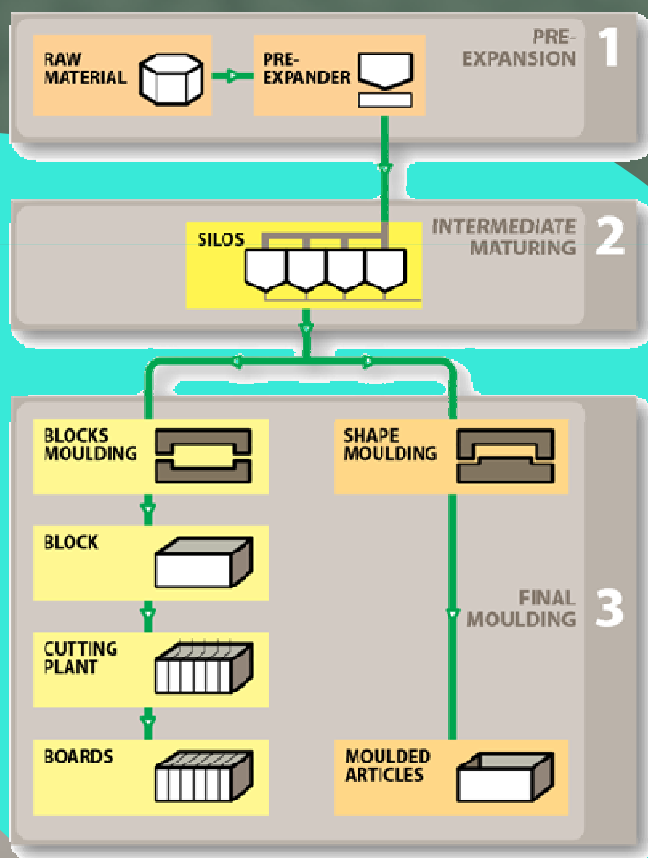 PRE-
EXPANSION
1
RAW
MATERIAL
PRE-
EXPANDER
INTERMEDIATE
MATURING
2
SILOS
BLOCKS
MOULDING
SHAPE
MOULDING
BLOCK
FINAL
MOULDING
3
CUTTING
PLANT
BOARDS
MOULDED
ARTICLES